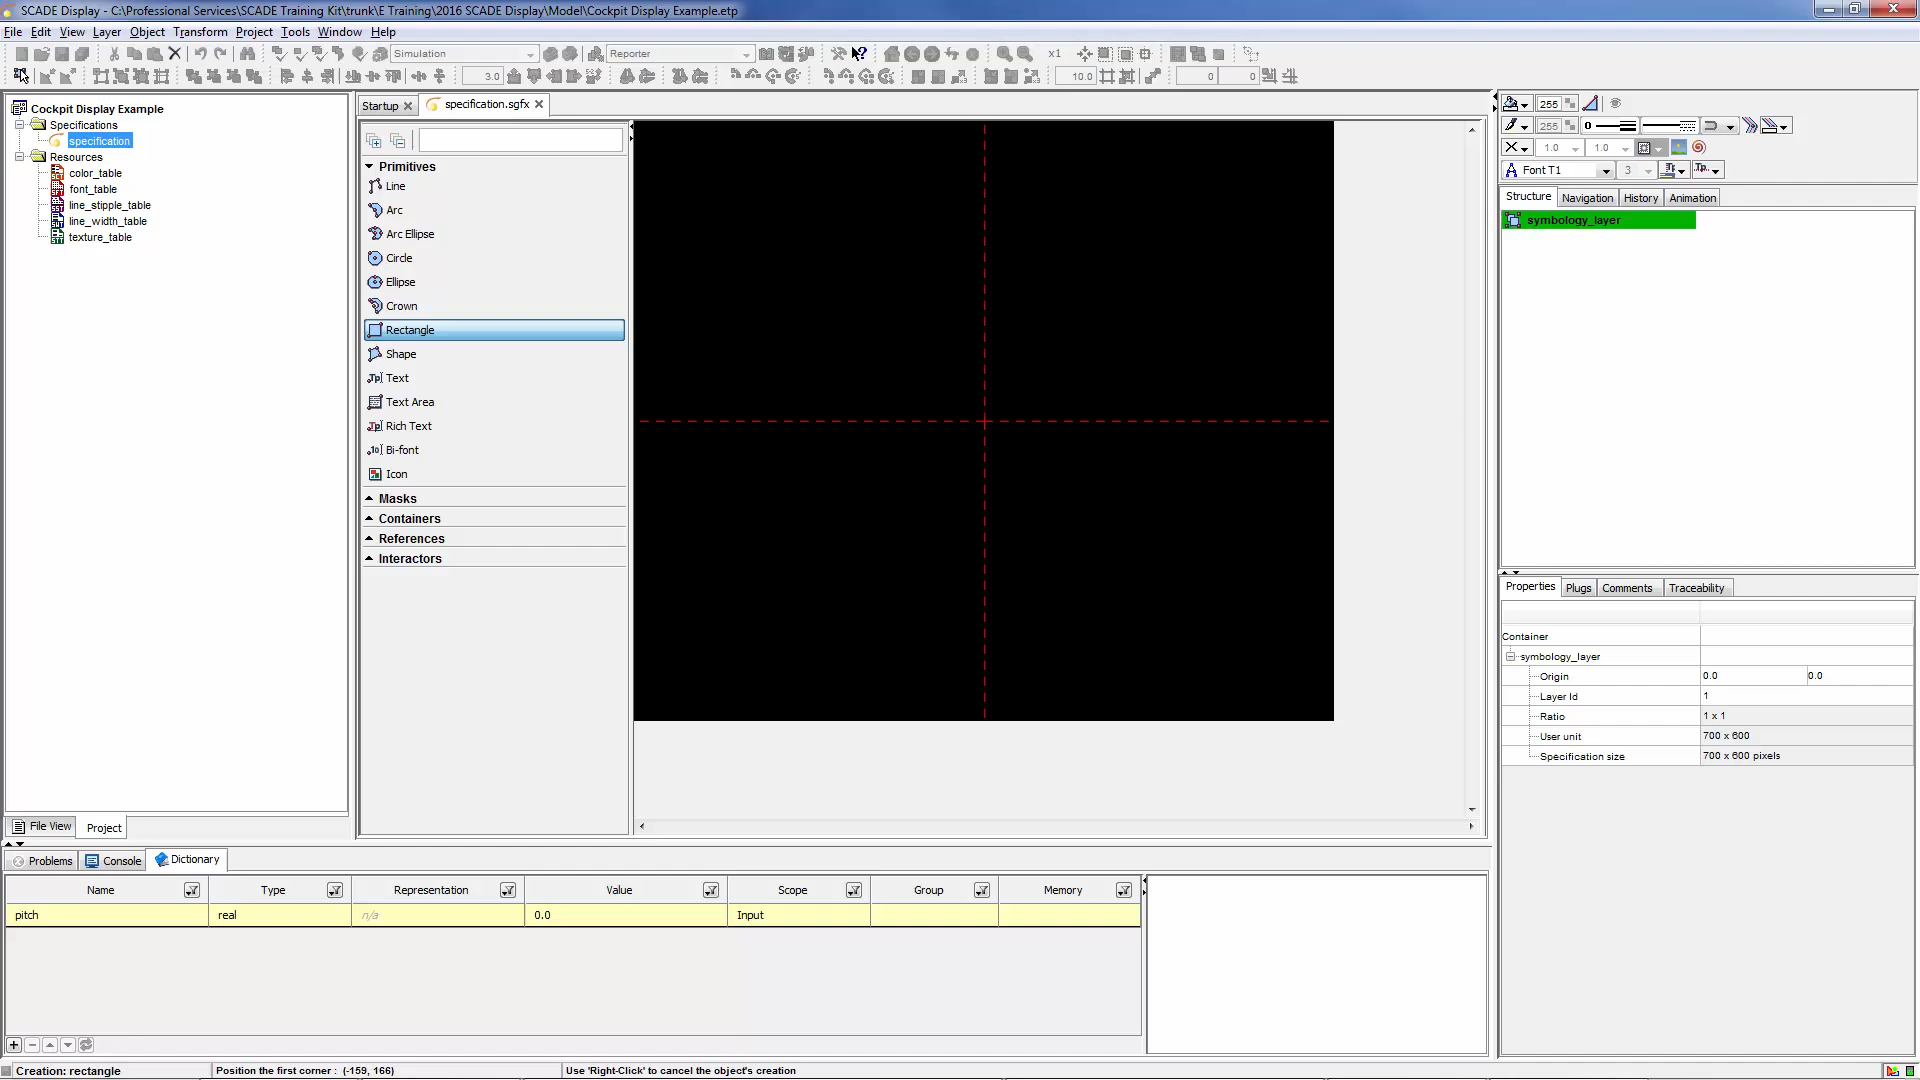 SCADE Display - C:\Professional Services\SCADE Training Kit\trunk\E Training\2016 SCADE Display\Model\Cockpit Display Example.etp
File Edit View Layer Object Transform Project Tools Window Help
Simulation Reporter x1
3.0 10.0 0 0
Cockpit Display Example
Specifications
specification
Resources
color_table
font_table
line_stipple_table
line_width_table
texture_table
File View Project
Startup specification.sgfx
Primitives
Line
Arc
Arc Ellipse
Circle
Ellipse
Crown
Rectangle
Shape
Text
Text Area
Rich Text
Bi-font
Icon
Masks
Containers
References
Interactors
255
255 0
1.0 1.0
Font T1 3
Structure Navigation History Animation
symbology_layer
Properties Plugs Comments Traceability
Container
symbology_layer
Origin 0.0 0.0
Layer Id 1
Ratio 1 x 1
User unit 700 x 600
Specification size 700 x 600 pixels
Problems Console Dictionary
Name Type Representation Value Scope Group Memory
pitch real n/a 0.0 Input
Creation: rectangle Position the first corner : (-159, 166) Use 'Right-Click' to cancel the object's creation